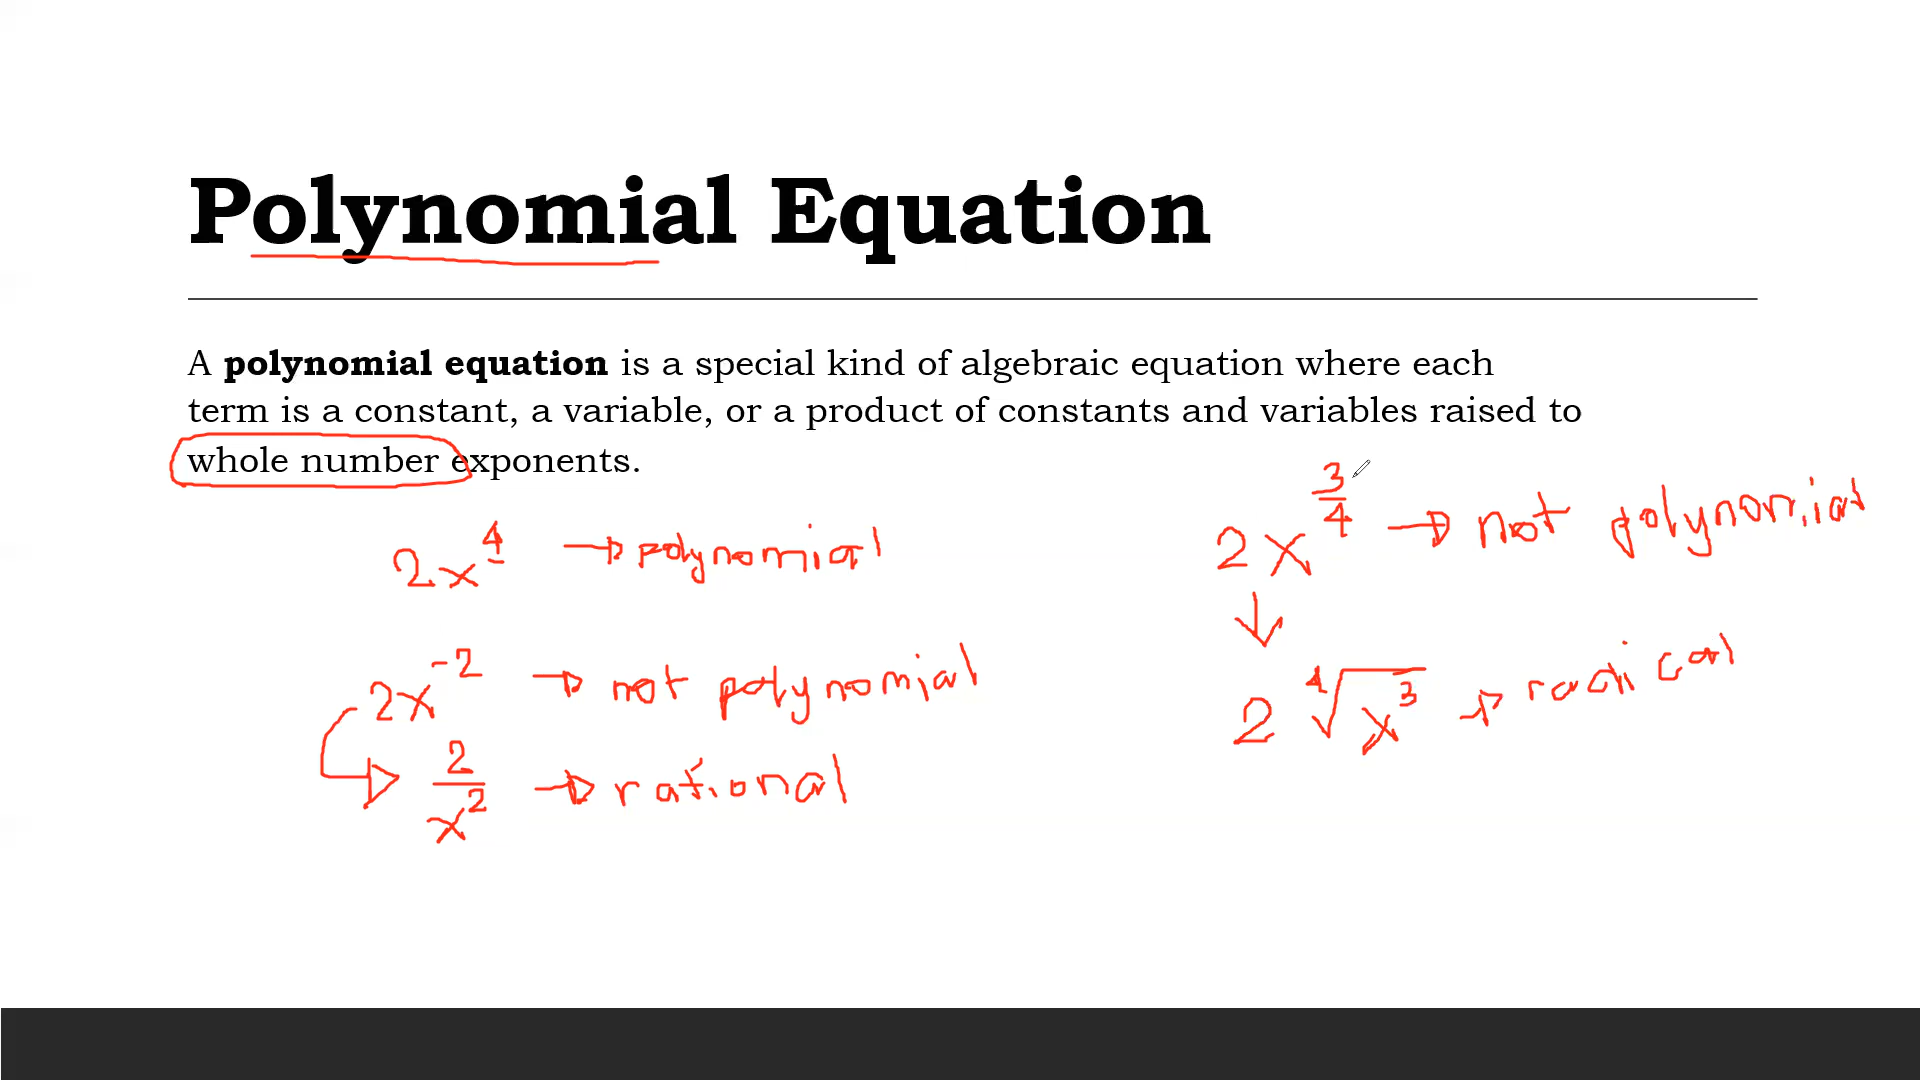 Polynomial Equation
A polynomial equation is a special kind of algebraic equation where each
term is a constant, a variable, or a product of constants and variables raised to
whole number exponents.
2x⁴ → polynomial
2x⁻² → not polynomial
2/x² → rational
2x^(3/4) → not polynomial
2 ⁴√x³ → radical